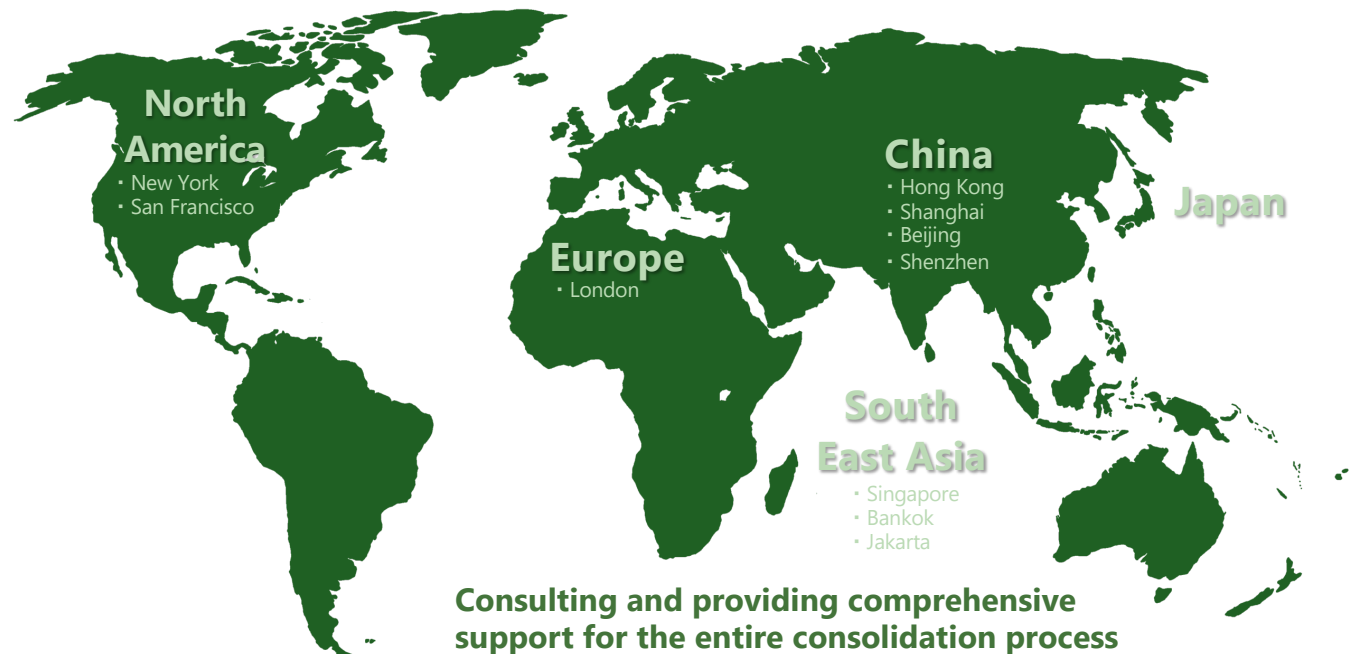 North
America
・New York
・San Francisco
Europe
・London
China
・Hong Kong
・Shanghai
・Beijing
・Shenzhen
Japan
South
East Asia
・Singapore
・Bankok
・Jakarta
Consulting and providing comprehensive
support for the entire consolidation process